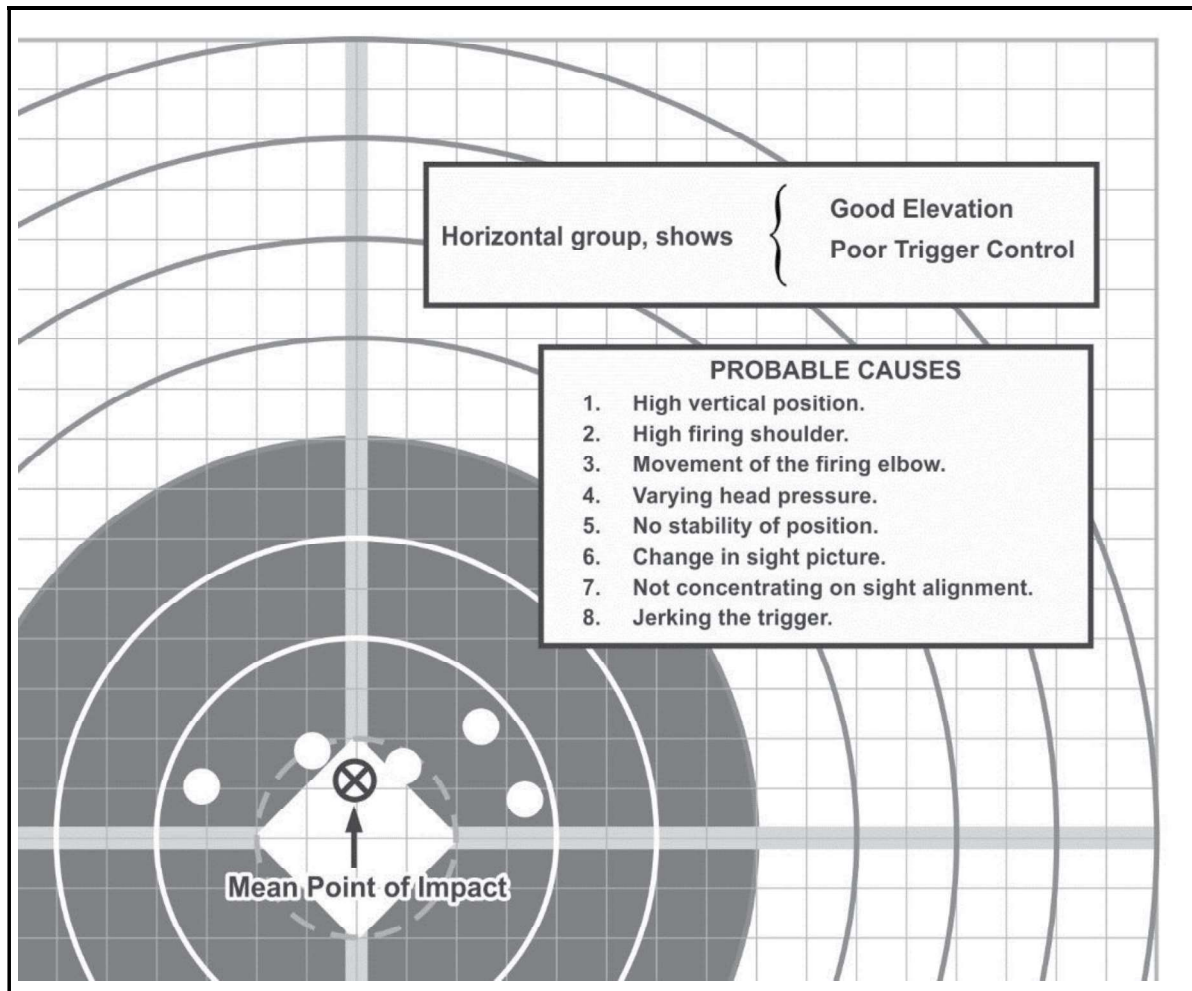 Horizontal group, shows
Good Elevation
Poor Trigger Control
PROBABLE CAUSES
1. High vertical position.
2. High firing shoulder.
3. Movement of the firing elbow.
4. Varying head pressure.
5. No stability of position.
6. Change in sight picture.
7. Not concentrating on sight alignment.
8. Jerking the trigger.
Mean Point of Impact